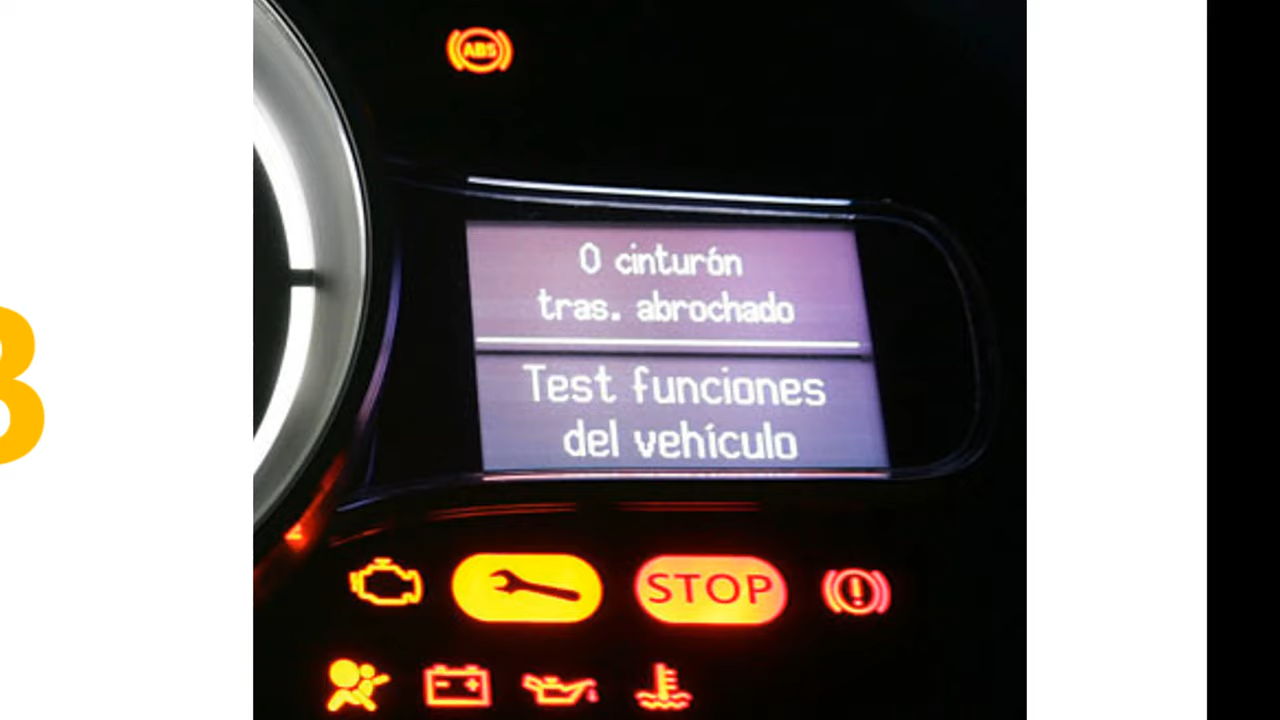 ABS
0 cinturón
tras. abrochado
Test funciones
del vehículo
STOP